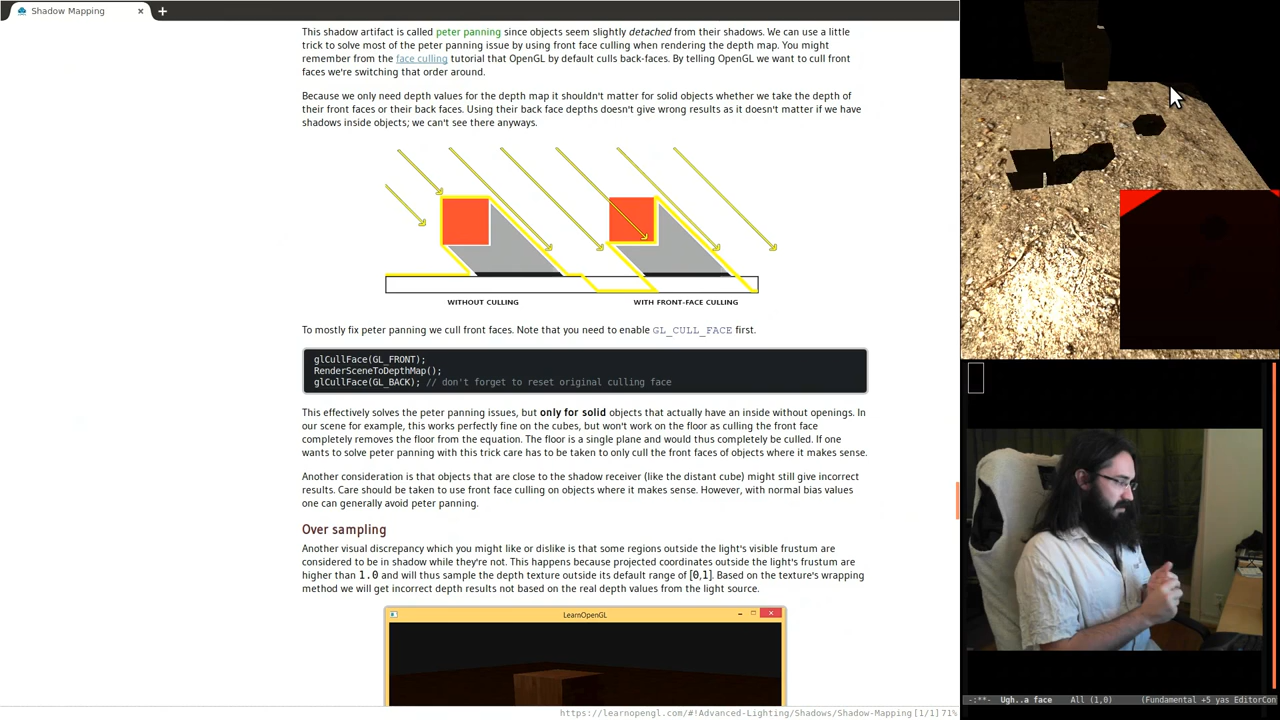 Shadow Mapping
This shadow artifact is called peter panning since objects seem slightly detached from their shadows. We can use a little
trick to solve most of the peter panning issue by using front face culling when rendering the depth map. You might
remember from the face culling tutorial that OpenGL by default culls back-faces. By telling OpenGL we want to cull front
faces we're switching that order around.
Because we only need depth values for the depth map it shouldn't matter for solid objects whether we take the depth of
their front faces or their back faces. Using their back face depths doesn't give wrong results as it doesn't matter if we have
shadows inside objects; we can't see there anyways.
WITHOUT CULLING
WITH FRONT-FACE CULLING
To mostly fix peter panning we cull front faces. Note that you need to enable GL_CULL_FACE first.
glCullFace(GL_FRONT);
RenderSceneToDepthMap();
glCullFace(GL_BACK); // don't forget to reset original culling face
This effectively solves the peter panning issues, but only for solid objects that actually have an inside without openings. In
our scene for example, this works perfectly fine on the cubes, but won't work on the floor as culling the front face
completely removes the floor from the equation. The floor is a single plane and would thus completely be culled. If one
wants to solve peter panning with this trick care has to be taken to only cull the front faces of objects where it makes sense.
Another consideration is that objects that are close to the shadow receiver (like the distant cube) might still give incorrect
results. Care should be taken to use front face culling on objects where it makes sense. However, with normal bias values
one can generally avoid peter panning.
Over sampling
Another visual discrepancy which you might like or dislike is that some regions outside the light's visible frustum are
considered to be in shadow while they're not. This happens because projected coordinates outside the light's frustum are
higher than 1.0 and will thus sample the depth texture outside its default range of [0,1]. Based on the texture's wrapping
method we will get incorrect depth results not based on the real depth values from the light source.
LearnOpenGL
https://learnopengl.com/#!Advanced-Lighting/Shadows/Shadow-Mapping[1/1]71%
-:**- Ugh..a face All (1,0) (Fundamental +5 yas EditorCon